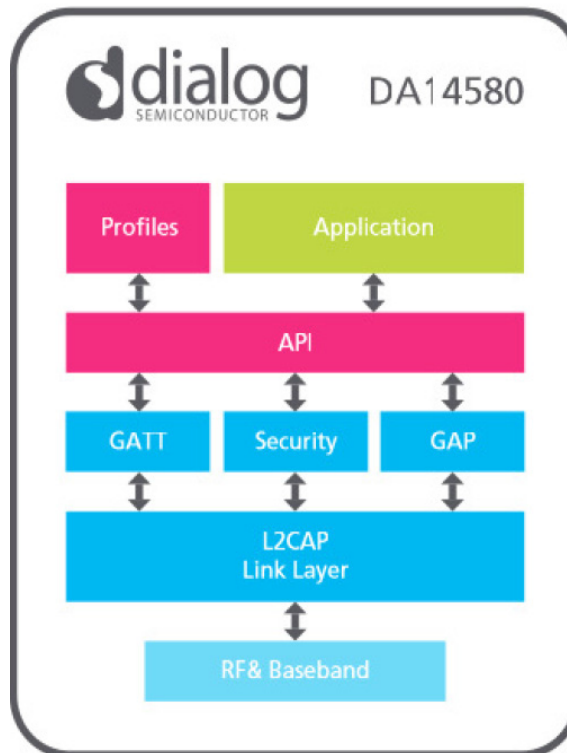 dialog
SEMICONDUCTOR
DA14580
Profiles
Application
API
GATT
Security
GAP
L2CAP
Link Layer
RF& Baseband